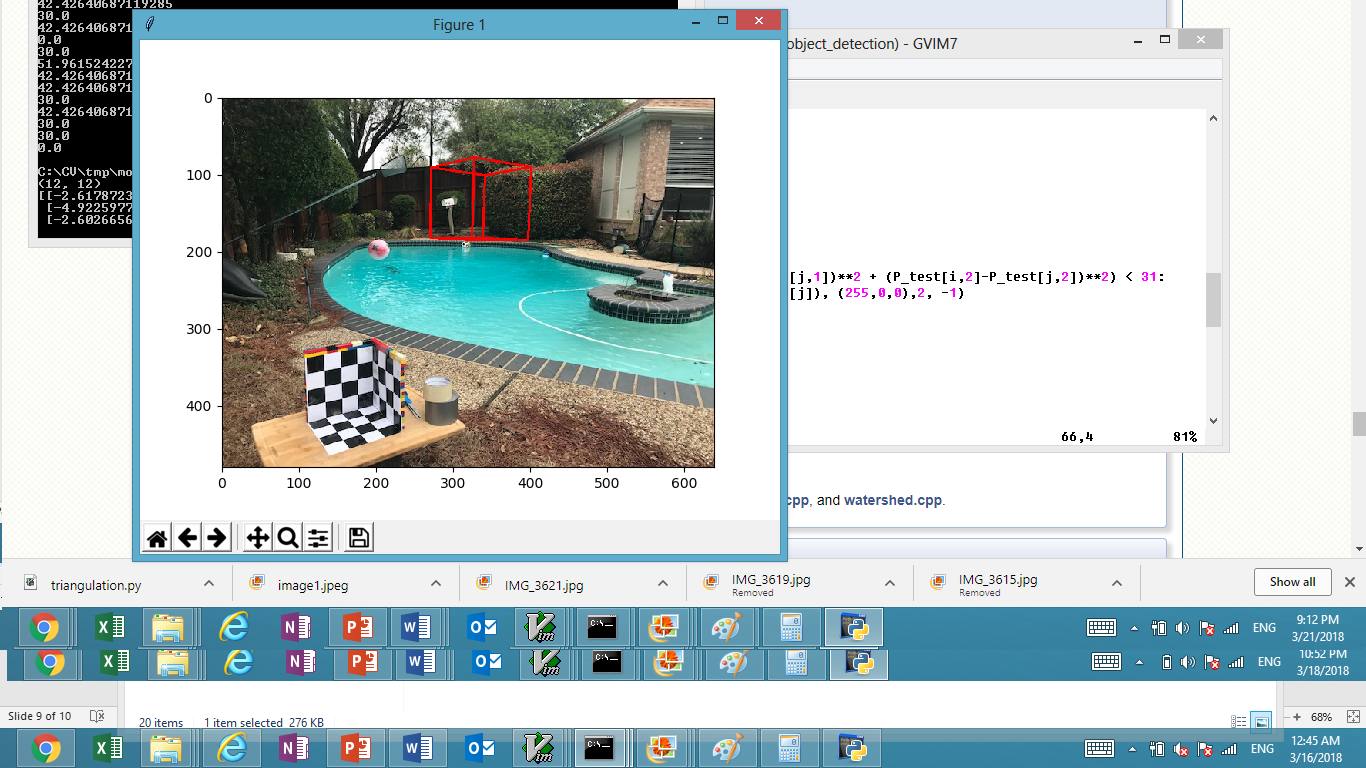 42.42640687119285
30.0
42.4264068711
0.0
30.0
51.9615242270
42.4264068711
42.4264068711
30.0
42.4264068711
30.0
30.0
0.0
C:\CV\tmp\mo
(12, 12)
[[-2.6178723
[-4.9225977
[-2.6026656
Figure 1
0
100
200
300
400
0
100
200
300
400
500
600
object_detection) - GVIM7
[j,1])**2 + (P_test[i,2]-P_test[j,2])**2) < 31:
[j]), (255,0,0),2, -1)
66,4
81%
cpp, and watershed.cpp.
triangulation.py
image1.jpeg
IMG_3621.jpg
IMG_3619.jpg
Removed
IMG_3615.jpg
Removed
Show all
ENG
9:12 PM
3/21/2018
ENG
10:52 PM
3/18/2018
Slide 9 of 10
20 items
1 item selected 276 KB
68%
ENG
12:45 AM
3/16/2018